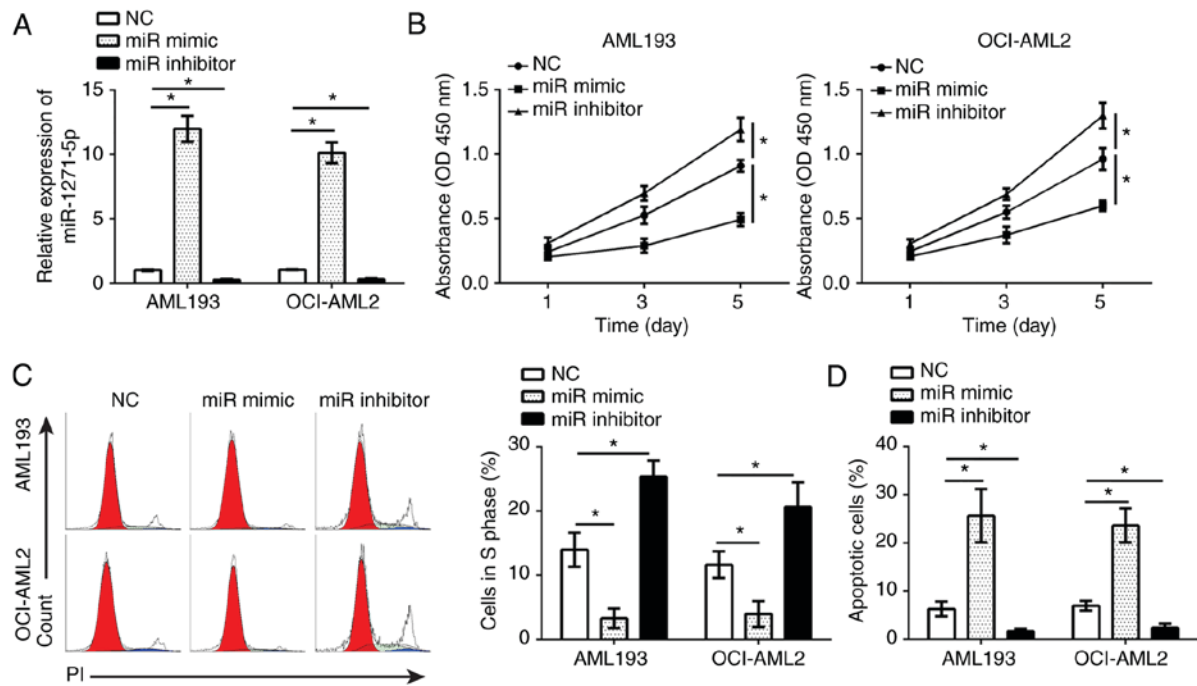 A
NC
miR mimic
miR inhibitor
Relative expression of
miR-1271-5p
15
10
5
0
*
*
*
*
AML193
OCI-AML2
B
AML193
NC
miR mimic
miR inhibitor
Absorbance (OD 450 nm)
1.5
1.0
0.5
0.0
*
*
1
3
5
Time (day)
OCI-AML2
NC
miR mimic
miR inhibitor
Absorbance (OD 450 nm)
1.5
1.0
0.5
0.0
*
*
1
3
5
Time (day)
C
NC
miR mimic
miR inhibitor
AML193
OCI-AML2
Count
PI
NC
miR mimic
miR inhibitor
Cells in S phase (%)
30
20
10
0
*
*
*
*
AML193
OCI-AML2
D
NC
miR mimic
miR inhibitor
Apoptotic cells (%)
40
30
20
10
0
*
*
*
*
AML193
OCI-AML2